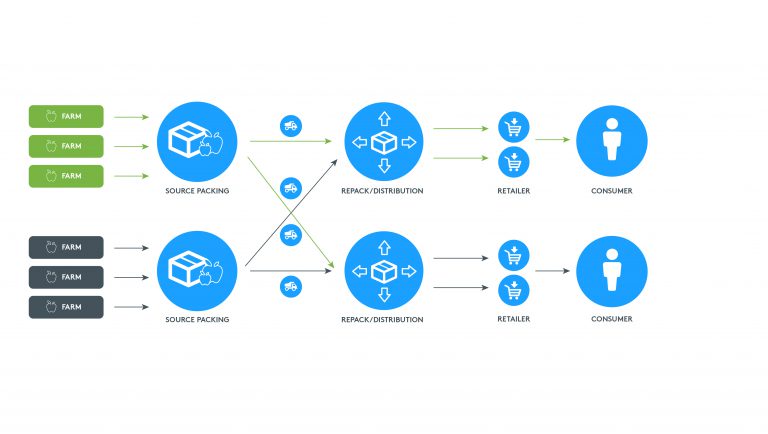 FARM
FARM
FARM
SOURCE PACKING
REPACK/DISTRIBUTION
RETAILER
CONSUMER
FARM
FARM
FARM
SOURCE PACKING
REPACK/DISTRIBUTION
RETAILER
CONSUMER